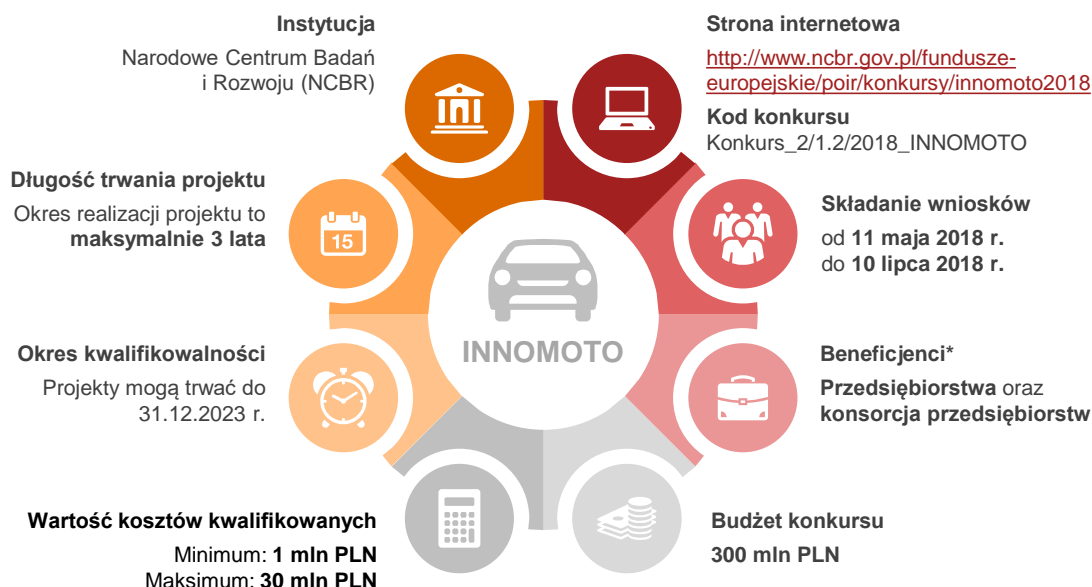 Instytucja
Narodowe Centrum Badań
i Rozwoju (NCBR)
Strona internetowa
http://www.ncbr.gov.pl/fundusze-
europejskie/poir/konkursy/innomoto2018
Kod konkursu
Konkurs_2/1.2/2018_INNOMOTO
Długość trwania projektu
Okres realizacji projektu to
maksymalnie 3 lata
15
Składanie wniosków
od 11 maja 2018 r.
do 10 lipca 2018 r.
INNOMOTO
Okres kwalifikowalności
Projekty mogą trwać do
31.12.2023 r.
Beneficjenci*
Przedsiębiorstwa oraz
konsorcja przedsiębiorstw
Wartość kosztów kwalifikowanych
Minimum: 1 mln PLN
Maksimum: 30 mln PLN
Budżet konkursu
300 mln PLN